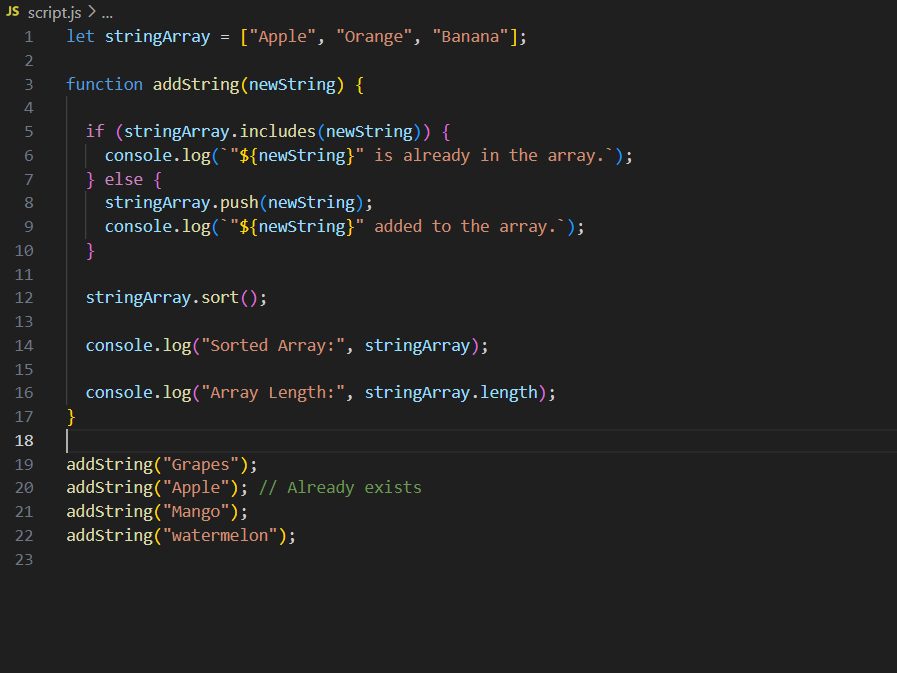 JS script.js > ...
1 let stringArray = ["Apple", "Orange", "Banana"];
2
3 function addString(newString) {
4
5   if (stringArray.includes(newString)) {
6     console.log(`"${newString}" is already in the array.`);
7   } else {
8     stringArray.push(newString);
9     console.log(`"${newString}" added to the array.`);
10   }
11
12   stringArray.sort();
13
14   console.log("Sorted Array:", stringArray);
15
16   console.log("Array Length:", stringArray.length);
17 }
18
19 addString("Grapes");
20 addString("Apple"); // Already exists
21 addString("Mango");
22 addString("watermelon");
23